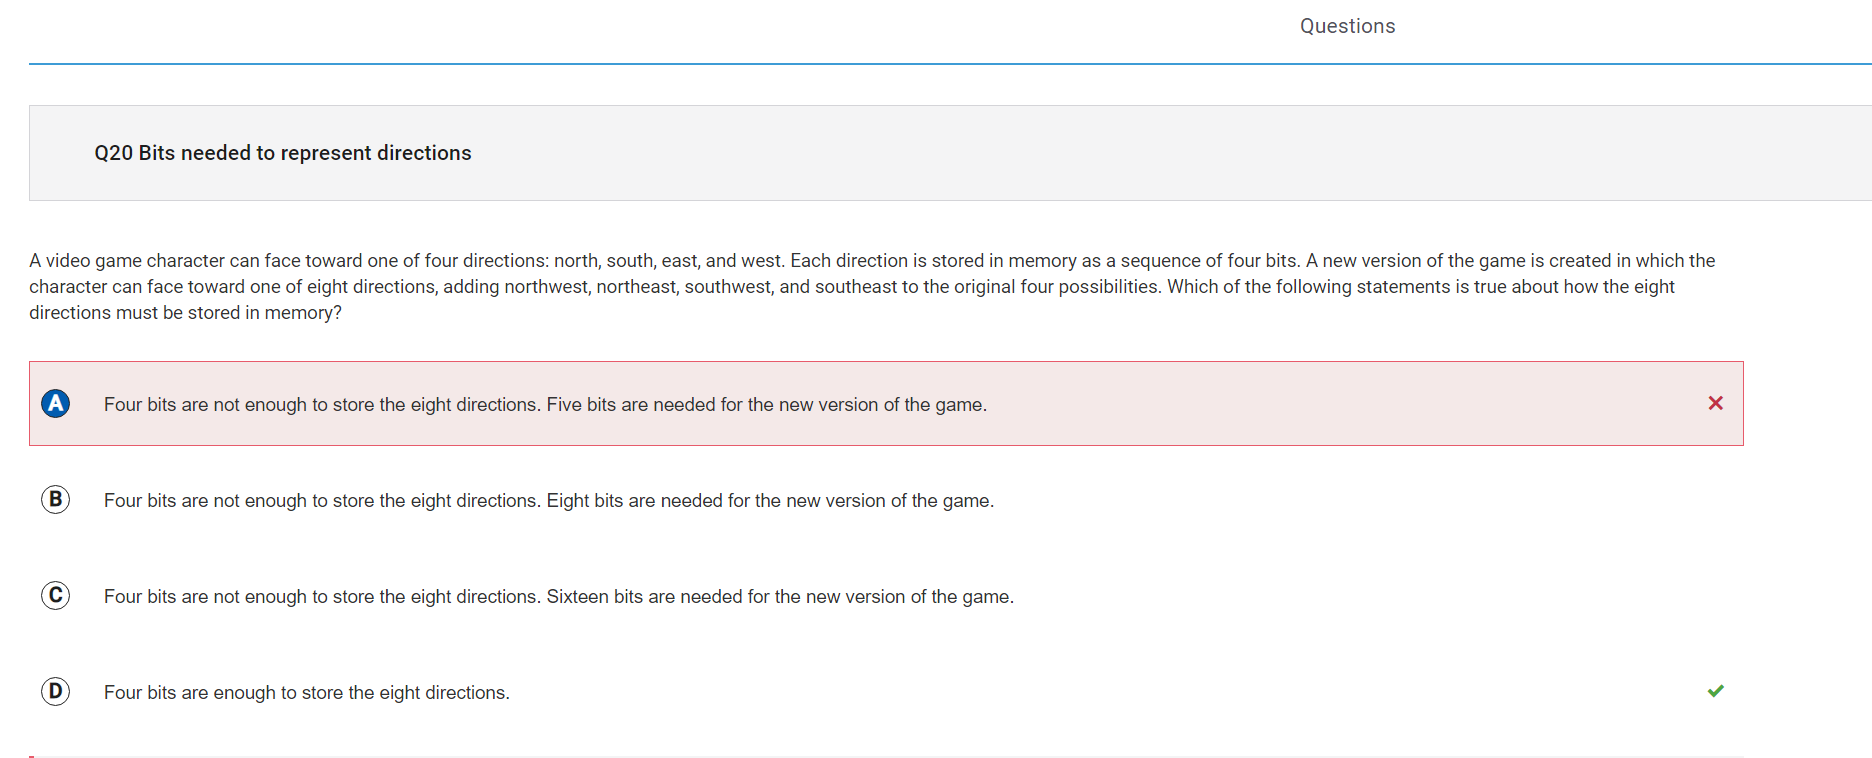 Questions
Q20 Bits needed to represent directions
A video game character can face toward one of four directions: north, south, east, and west. Each direction is stored in memory as a sequence of four bits. A new version of the game is created in which the
character can face toward one of eight directions, adding northwest, northeast, southwest, and southeast to the original four possibilities. Which of the following statements is true about how the eight
directions must be stored in memory?
A Four bits are not enough to store the eight directions. Five bits are needed for the new version of the game.
B Four bits are not enough to store the eight directions. Eight bits are needed for the new version of the game.
C Four bits are not enough to store the eight directions. Sixteen bits are needed for the new version of the game.
D Four bits are enough to store the eight directions.